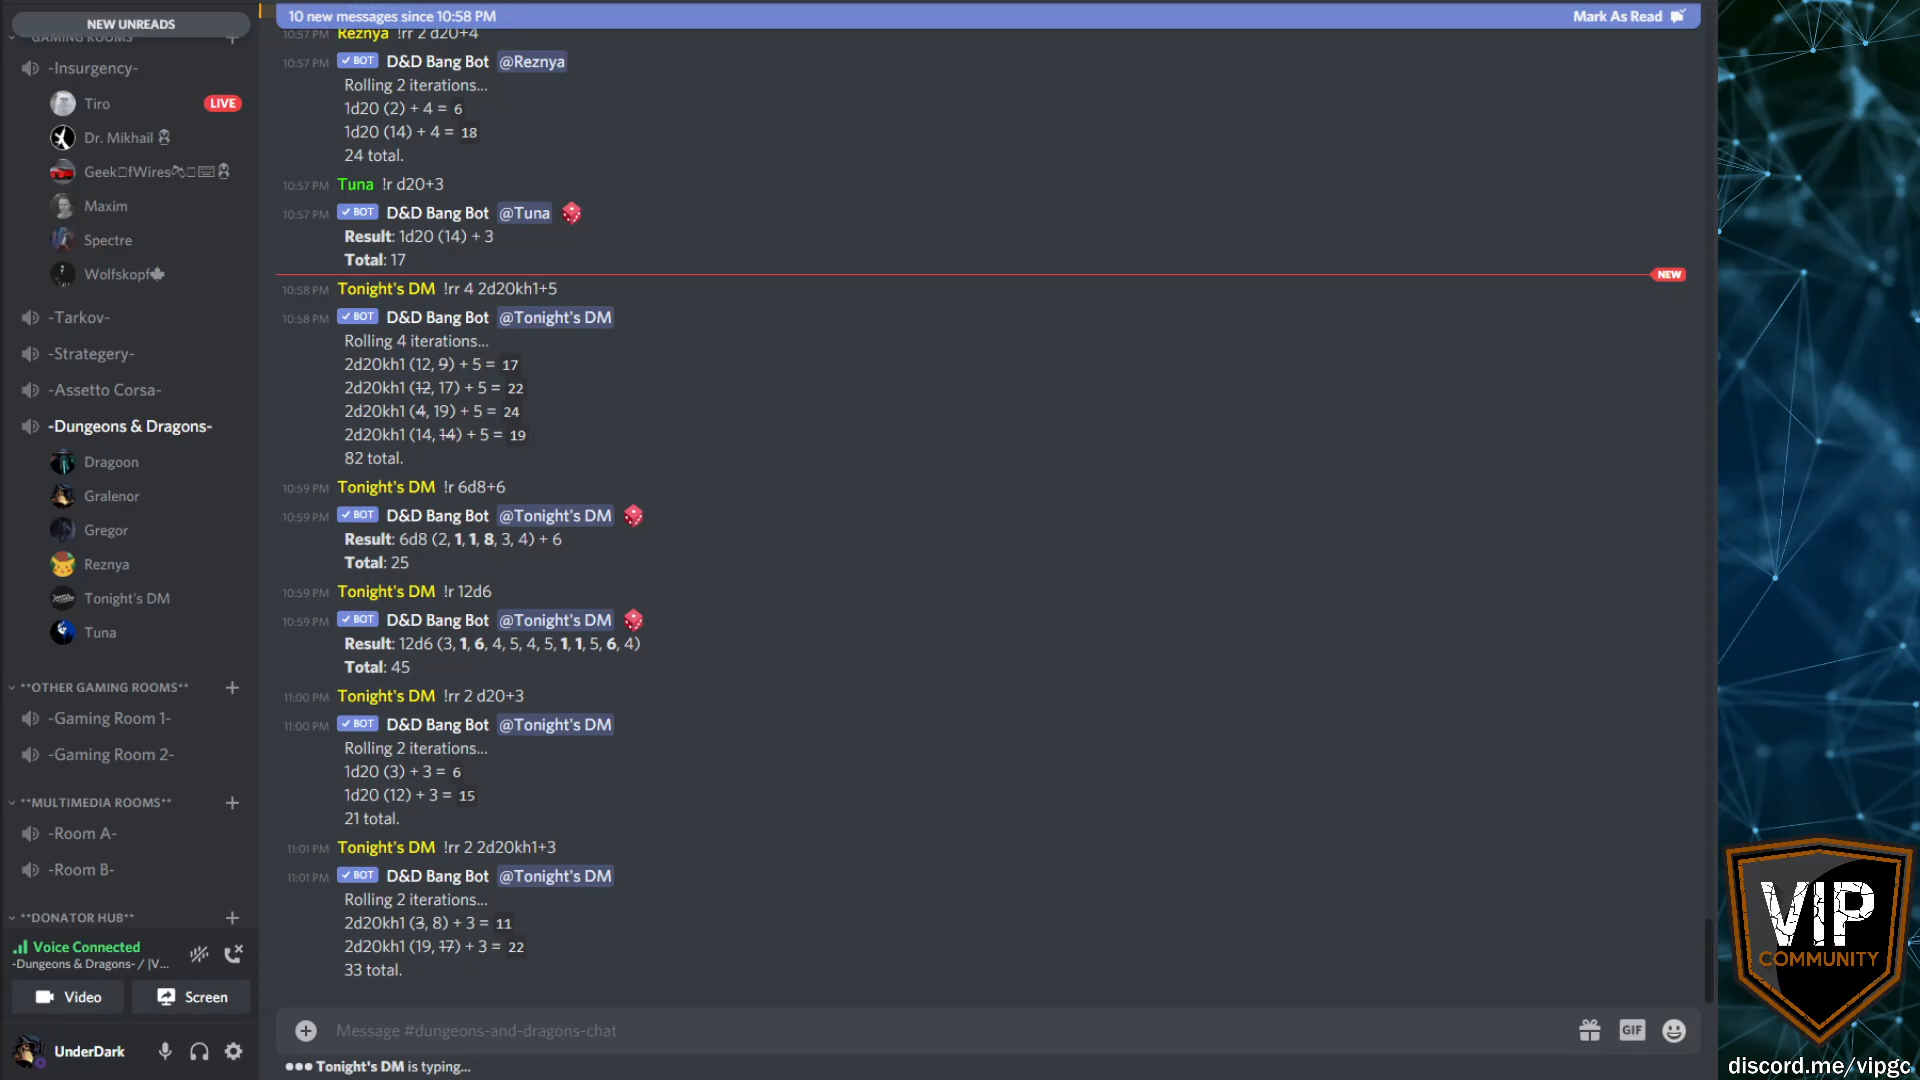 NEW UNREADS
GAMING ROOMS
-Insurgency-
Tiro
LIVE
Dr. Mikhail
Maxim
Spectre
Wolfskopf
-Tarkov-
-Strategery-
-Assetto Corsa-
-Dungeons & Dragons-
Dragoon
Gralenor
Gregor
Reznya
Tonight's DM
Tuna
**OTHER GAMING ROOMS**
-Gaming Room 1-
-Gaming Room 2-
**MULTIMEDIA ROOMS**
-Room A-
-Room B-
**DONATOR HUB**
Voice Connected
-Dungeons & Dragons- / |V...
Video
Screen
UnderDark
10 new messages since 10:58 PM
Mark As Read
10:57 PM Reznya !rr 2 d20+4
10:57 PM BOT D&D Bang Bot @Reznya
Rolling 2 iterations...
1d20 (2) + 4 = 6
1d20 (14) + 4 = 18
24 total.
10:57 PM Tuna !r d20+3
10:57 PM BOT D&D Bang Bot @Tuna
Result: 1d20 (14) + 3
Total: 17
NEW
10:58 PM Tonight's DM !rr 4 2d20kh1+5
10:58 PM BOT D&D Bang Bot @Tonight's DM
Rolling 4 iterations...
2d20kh1 (12, 9) + 5 = 17
2d20kh1 (12, 17) + 5 = 22
2d20kh1 (4, 19) + 5 = 24
2d20kh1 (14, 14) + 5 = 19
82 total.
10:59 PM Tonight's DM !r 6d8+6
10:59 PM BOT D&D Bang Bot @Tonight's DM
Result: 6d8 (2, 1, 1, 8, 3, 4) + 6
Total: 25
10:59 PM Tonight's DM !r 12d6
10:59 PM BOT D&D Bang Bot @Tonight's DM
Result: 12d6 (3, 1, 6, 4, 5, 4, 5, 1, 1, 5, 6, 4)
Total: 45
11:00 PM Tonight's DM !rr 2 d20+3
11:00 PM BOT D&D Bang Bot @Tonight's DM
Rolling 2 iterations...
1d20 (3) + 3 = 6
1d20 (12) + 3 = 15
21 total.
11:01 PM Tonight's DM !rr 2 2d20kh1+3
11:01 PM BOT D&D Bang Bot @Tonight's DM
Rolling 2 iterations...
2d20kh1 (3, 8) + 3 = 11
2d20kh1 (19, 17) + 3 = 22
33 total.
Message #dungeons-and-dragons-chat
GIF
Tonight's DM is typing...
VIP
COMMUNITY
discord.me/vipgc